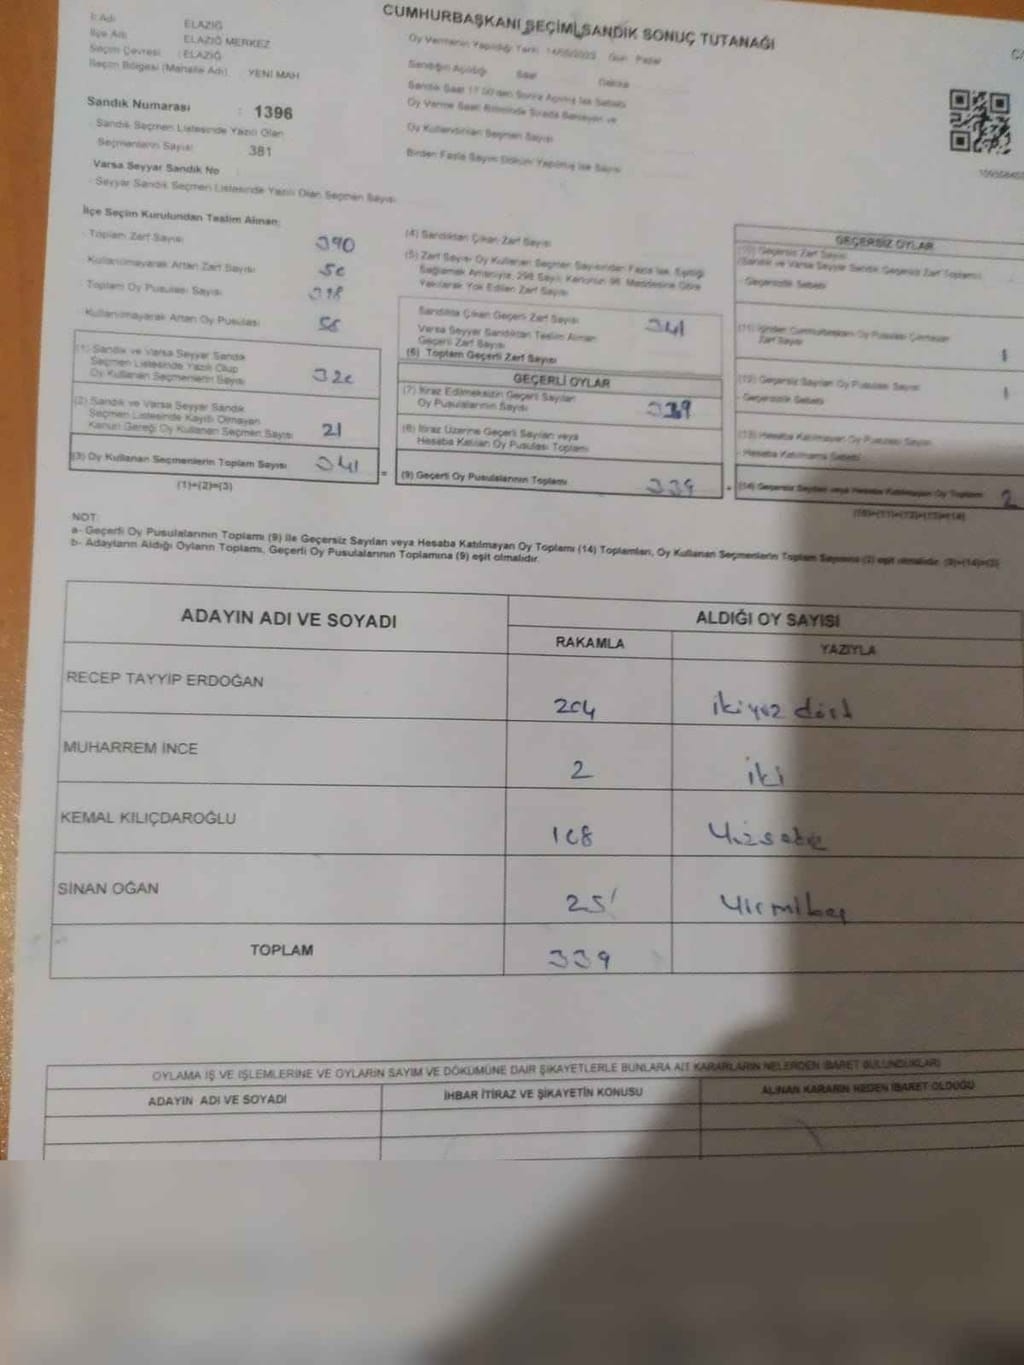 CUMHURBAŞKANI SEÇİMİ SANDIK SONUÇ TUTANAĞI
İl Adı ELAZIĞ
İlçe Adı ELAZIĞ MERKEZ
Seçim Çevresi : ELAZIĞ
Seçim Bölgesi (Mahalle Adı) YENİ MAH
Oy Vermenin Yapıldığı Tarih 14/05/2023 Gün Pazar
Sandığın Açıldığı Saat Dakika
Sandık Saat 17.00'den Sonra Açılmış İse Sebebi
Oy Verme Saati Bitiminde Sırada Bekleyen ve
Oy Kullandırılan Seçmen Sayısı
Birden Fazla Sayım Döküm Yapılmış İse Sayısı
Sandık Numarası : 1396
Sandık Seçmen Listesinde Yazılı Olan
Seçmenlerin Sayısı 381
Varsa Seyyar Sandık No
Seyyar Sandık Seçmen Listesinde Yazılı Olan Seçmen Sayısı
İlçe Seçim Kurulundan Teslim Alınan:
- Toplam Zarf Sayısı 390
- Kullanılmayarak Artan Zarf Sayısı
Toplam Oy Pusulası Sayısı
- Kullanılmayarak Artan Oy Pusulası
(1) Sandık ve Varsa Seyyar Sandık
Seçmen Listesinde Yazılı Olup
Oy Kullanan Seçmenlerin Sayısı 320
(2) Sandık ve Varsa Seyyar Sandık
Seçmen Listesinde Kayıtlı Olmayan
Kanun Gereği Oy Kullanan Seçmen Sayısı 21
(3) Oy Kullanan Seçmenlerin Toplam Sayısı 341
(1)+(2)=(3)
(4) Sandıktan Çıkan Zarf Sayısı
(5) Zarf Sayısı Oy Kullanan Seçmen Sayısından Fazla İse, Eşitliği
Sağlamak Amacıyla, 298 Sayılı Kanunun 98. Maddesine Göre
Yakılarak Yok Edilen Zarf Sayısı
Sandıkta Çıkan Geçerli Zarf Sayısı 341
Varsa Seyyar Sandıktan Teslim Alınan
Geçerli Zarf Sayısı
(6) Toplam Geçerli Zarf Sayısı
GEÇERLİ OYLAR
(7) İtiraz Edilmeksizin Geçerli Sayılan
Oy Pusulalarının Sayısı 339
(8) İtiraz Üzerine Geçerli Sayılan veya
Hesaba Katılan Oy Pusulası Toplamı
= (9) Geçerli Oy Pusulalarının Toplamı 339
GEÇERSİZ OYLAR
(10) Geçersiz Zarf Sayısı
(Sandık ve Varsa Seyyar Sandık Geçersiz Zarf Toplamı)
- Geçersizlik Sebebi
(11) İçinden Cumhurbaşkanı Oy Pusulası Çıkmayan
Zarf Sayısı 1
(12) Geçersiz Sayılan Oy Pusulası Sayısı 1
- Geçersizlik Sebebi
(13) Hesaba Katılmayan Oy Pusulası Sayısı
- Hesaba Katılmama Sebebi
+ (14) Geçersiz Sayılan veya Hesaba Katılmayan Oy Toplamı 2
(10)+(11)+(12)+(13)=(14)
NOT:
a- Geçerli Oy Pusulalarının Toplamı (9) ile Geçersiz Sayılan veya Hesaba Katılmayan Oy Toplamı (14) Toplamları, Oy Kullanan Seçmenlerin Toplam Sayısına (3) eşit olmalıdır. (9)+(14)=(3)
b- Adayların Aldığı Oyların Toplamı, Geçerli Oy Pusulalarının Toplamına (9) eşit olmalıdır.
ADAYIN ADI VE SOYADI ALDIĞI OY SAYISI
RAKAMLA YAZIYLA
RECEP TAYYİP ERDOĞAN 204 ikiyüz dört
MUHARREM İNCE 2 iki
KEMAL KILIÇDAROĞLU 108 Yüzsekiz
SİNAN OĞAN 25 Yirmibeş
TOPLAM 339
OYLAMA İŞ VE İŞLEMLERİNE VE OYLARIN SAYIM VE DÖKÜMÜNE DAİR ŞİKAYETLERLE BUNLARA AİT KARARLARIN NELERDEN İBARET BULUNDUKLARI
ADAYIN ADI VE SOYADI İHBAR İTİRAZ VE ŞİKAYETİN KONUSU ALINAN KARARIN NEDEN İBARET OLDUĞU